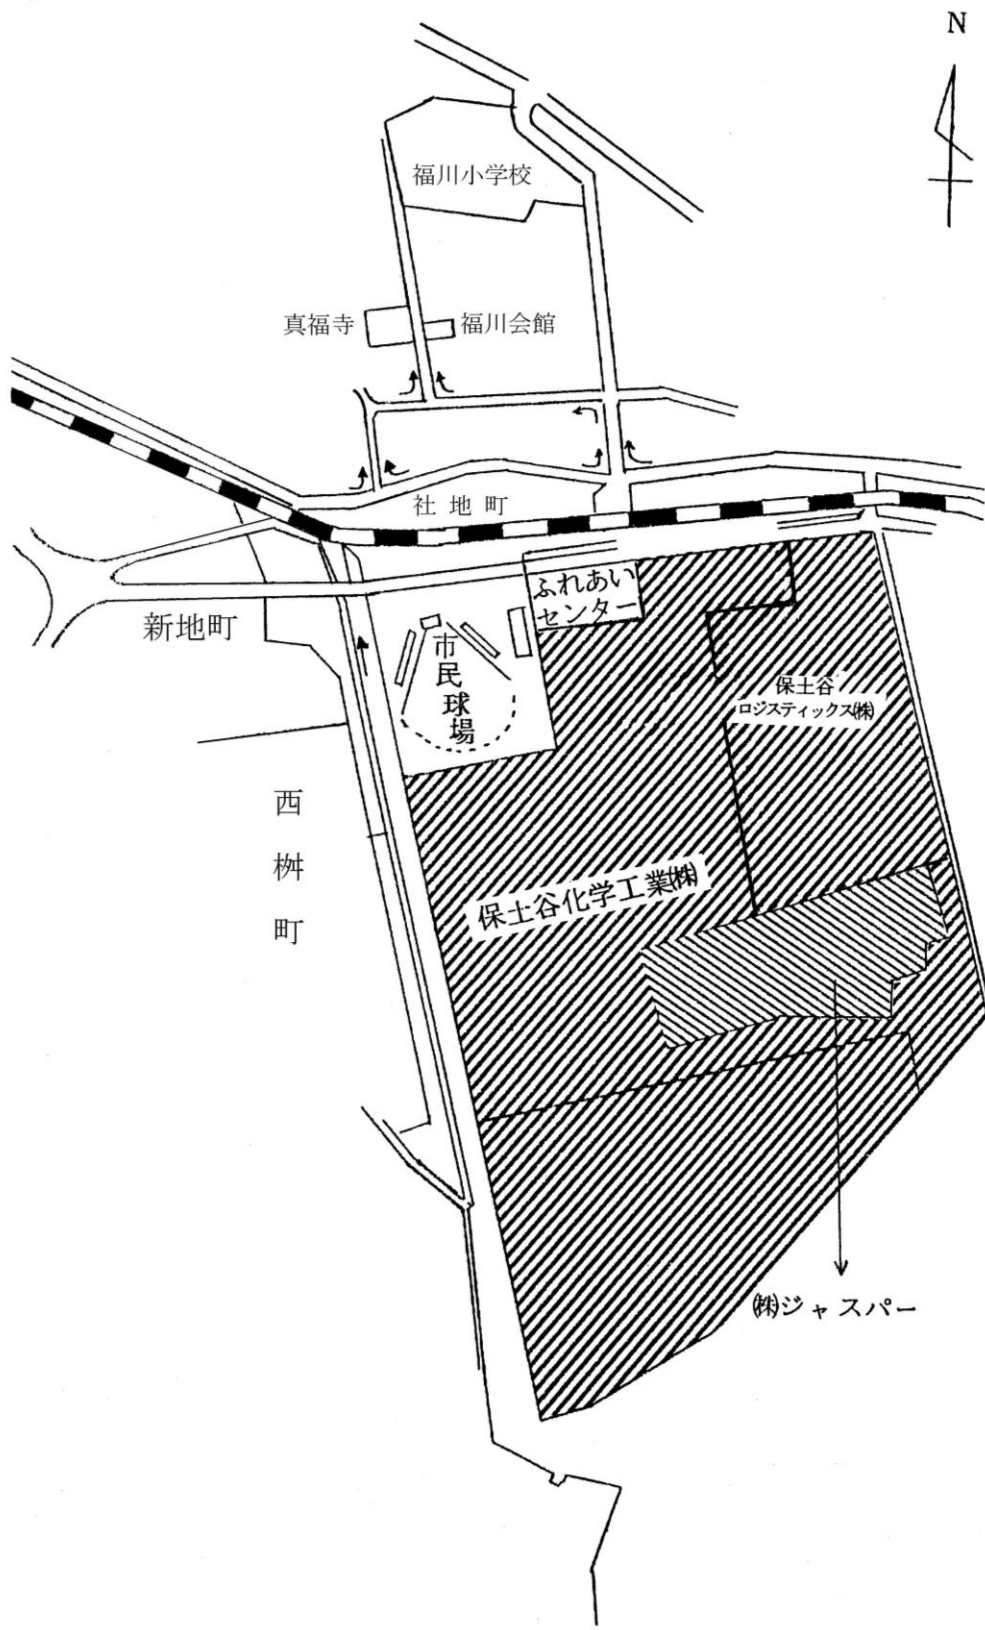 N
福川小学校
真福寺
福川会館
社地町
新地町
ふれあい
センター
市民球場
保土谷
ロジスティックス㈱
西桝町
保土谷化学工業㈱
㈱ジャスパー